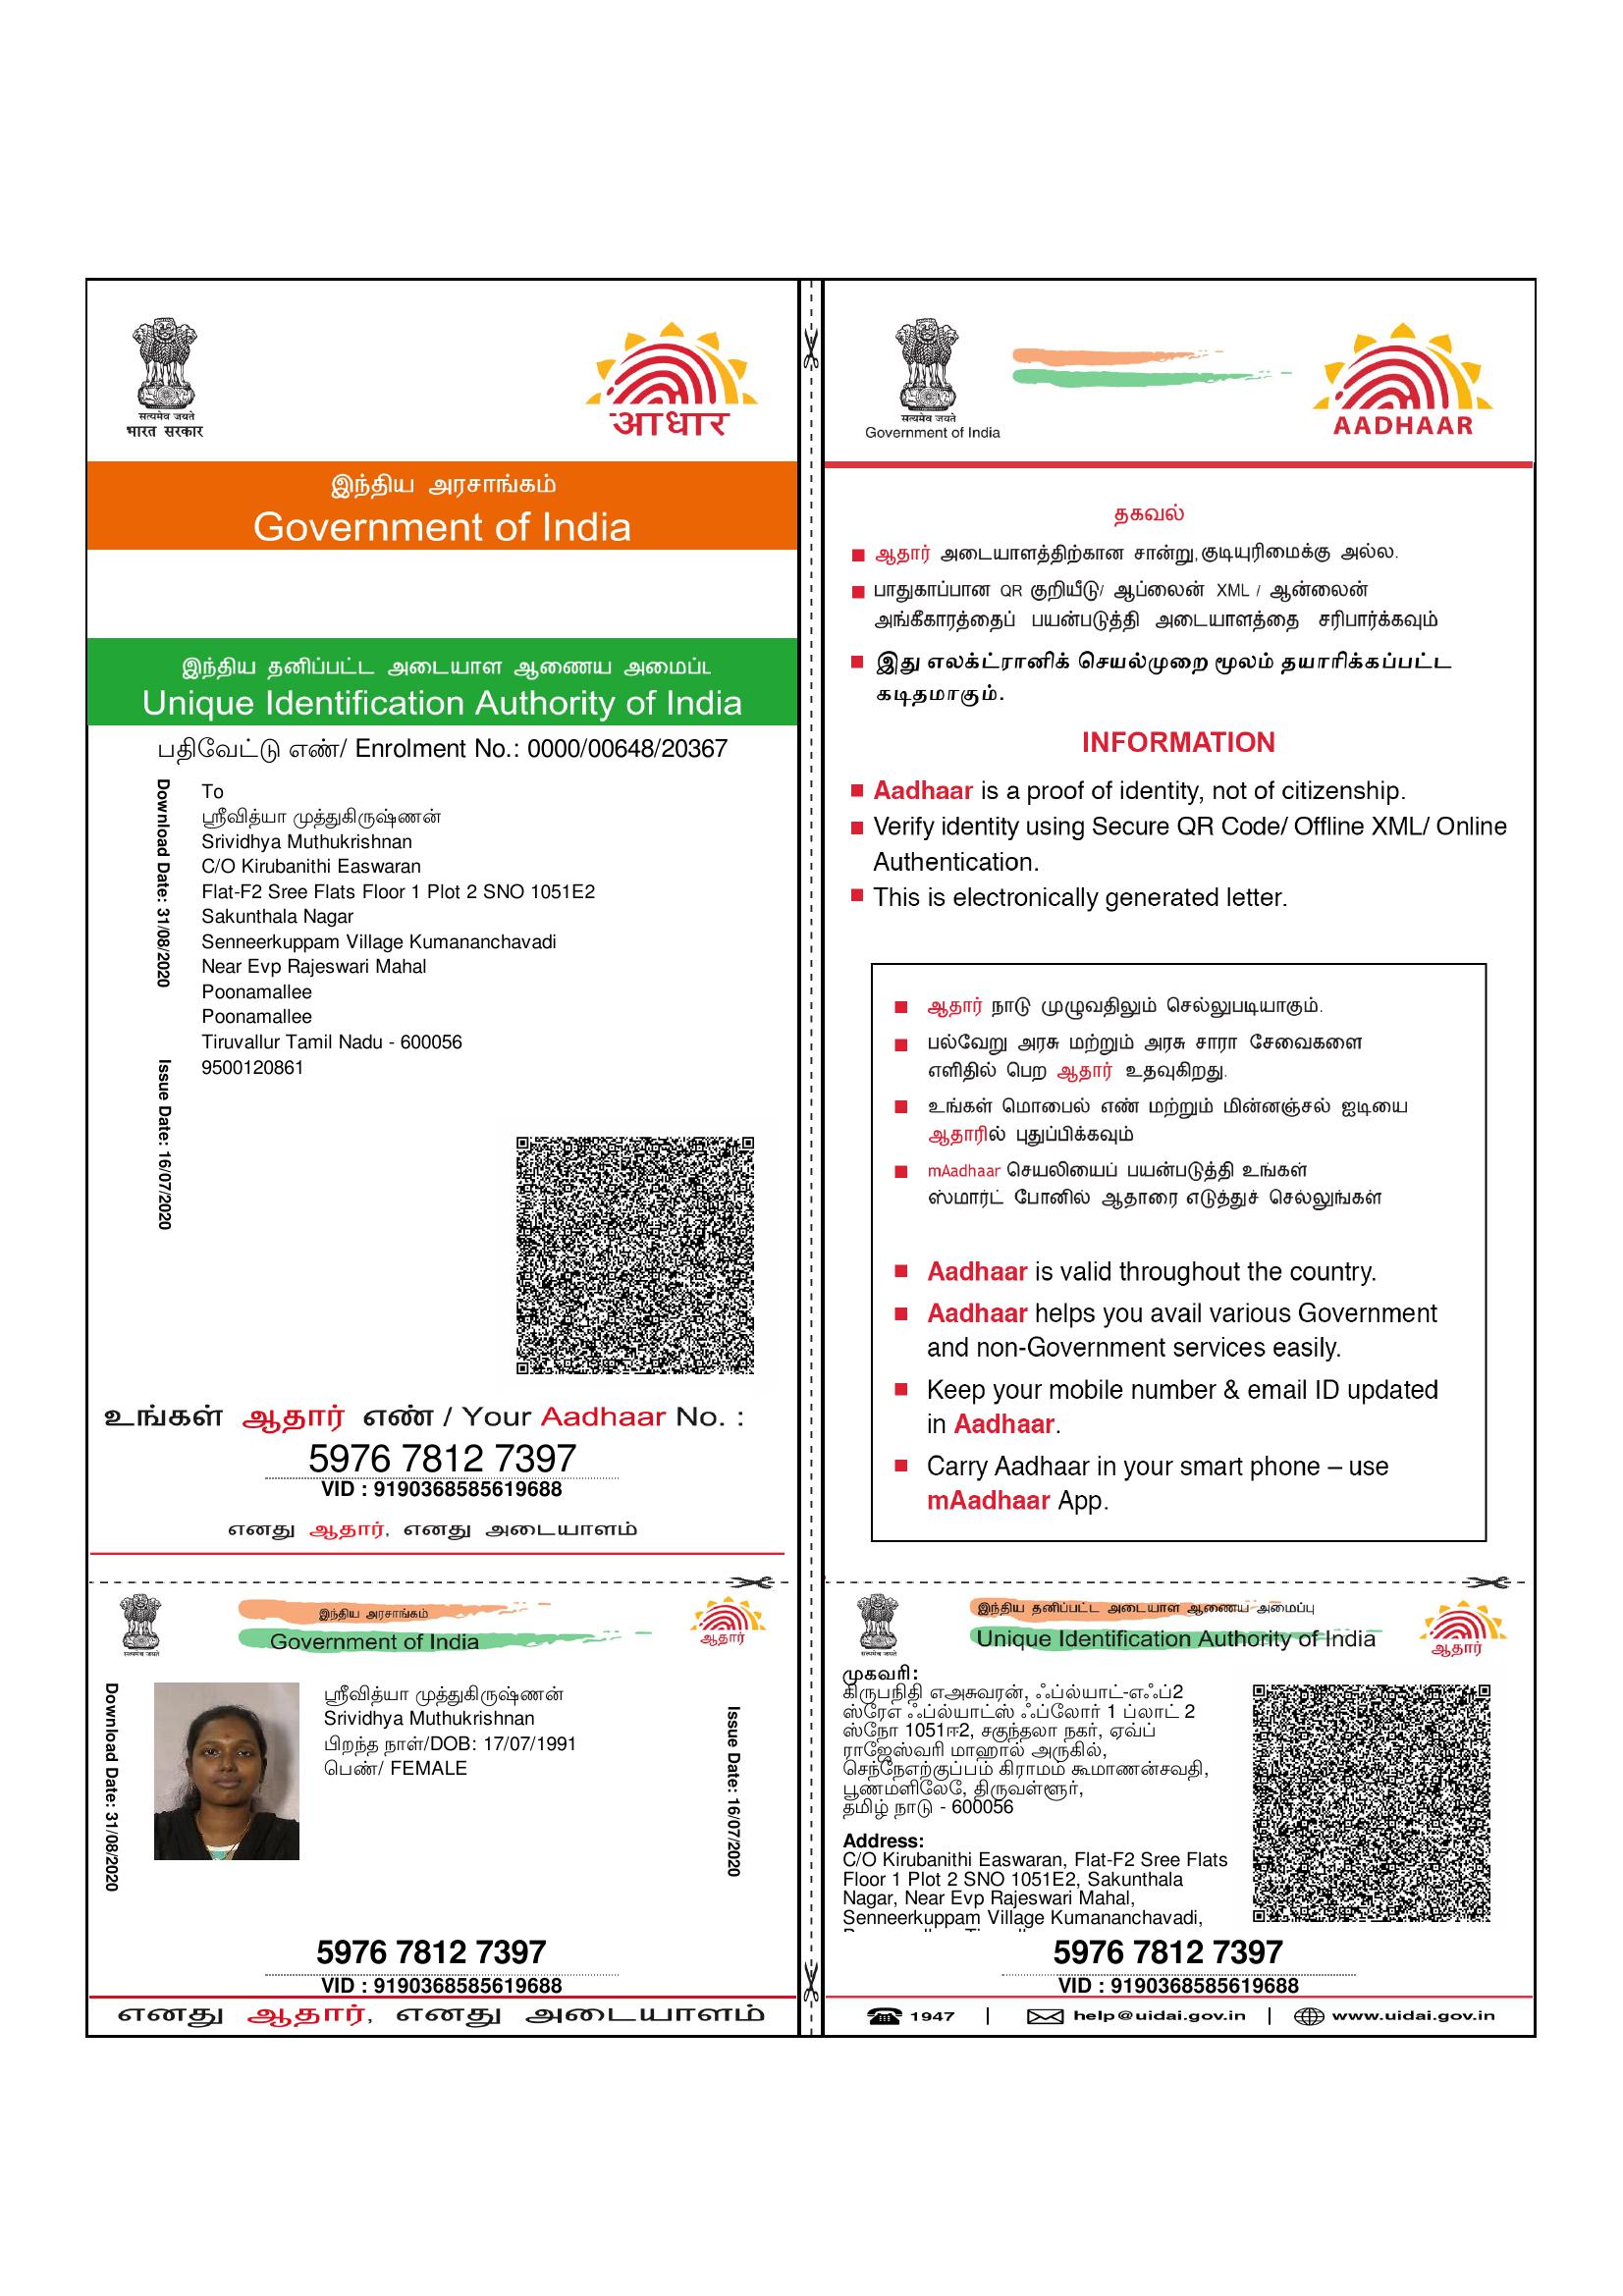 सत्यमेव जयते
भारत सरकार
आधार
இந்திய அரசாங்கம்
Government of India
இந்திய தனிப்பட்ட அடையாள ஆணைய அமைப்பு
Unique Identification Authority of India
பதிவேட்டு எண்/ Enrolment No.: 0000/00648/20367
Download Date: 31/08/2020
Issue Date: 16/07/2020
To
ஸ்ரீவித்யா முத்துகிருஷ்ணன்
Srividhya Muthukrishnan
C/O Kirubanithi Easwaran
Flat-F2 Sree Flats Floor 1 Plot 2 SNO 1051E2
Sakunthala Nagar
Senneerkuppam Village Kumananchavadi
Near Evp Rajeswari Mahal
Poonamallee
Poonamallee
Tiruvallur Tamil Nadu - 600056
9500120861
உங்கள் ஆதார் எண் / Your Aadhaar No. :
5976 7812 7397
VID : 9190368585619688
எனது ஆதார், எனது அடையாளம்
सत्यमेव जयते
Government of India
AADHAAR
தகவல்
ஆதார் அடையாளத்திற்கான சான்று,குடியுரிமைக்கு அல்ல.
பாதுகாப்பான QR குறியீடு/ ஆப்லைன் XML / ஆன்லைன்
அங்கீகாரத்தைப் பயன்படுத்தி அடையாளத்தை சரிபார்க்கவும்
இது எலக்ட்ரானிக் செயல்முறை மூலம் தயாரிக்கப்பட்ட
கடிதமாகும்.
INFORMATION
Aadhaar is a proof of identity, not of citizenship.
Verify identity using Secure QR Code/ Offline XML/ Online
Authentication.
This is electronically generated letter.
ஆதார் நாடு முழுவதிலும் செல்லுபடியாகும்.
பல்வேறு அரசு மற்றும் அரசு சாரா சேவைகளை
எளிதில் பெற ஆதார் உதவுகிறது.
உங்கள் மொபைல் எண் மற்றும் மின்னஞ்சல் ஐடியை
ஆதாரில் புதுப்பிக்கவும்
mAadhaar செயலியைப் பயன்படுத்தி உங்கள்
ஸ்மார்ட் போனில் ஆதாரை எடுத்துச் செல்லுங்கள்
Aadhaar is valid throughout the country.
Aadhaar helps you avail various Government
and non-Government services easily.
Keep your mobile number & email ID updated
in Aadhaar.
Carry Aadhaar in your smart phone – use
mAadhaar App.
सत्यमेव जयते
இந்திய அரசாங்கம்
Government of India
ஆதார்
Download Date: 31/08/2020
ஸ்ரீவித்யா முத்துகிருஷ்ணன்
Srividhya Muthukrishnan
பிறந்த நாள்/DOB: 17/07/1991
பெண்/ FEMALE
Issue Date: 16/07/2020
5976 7812 7397
VID : 9190368585619688
எனது ஆதார், எனது அடையாளம்
सत्यमेव जयते
இந்திய தனிப்பட்ட அடையாள ஆணைய அமைப்பு
Unique Identification Authority of India
ஆதார்
முகவரி:
கிருபநிதி எஅசுவரன், ஃப்ல்யாட்-எஃப்2
ஸ்ரேஎ ஃப்ல்யாட்ஸ் ஃப்லோர் 1 ப்லாட் 2
ஸ்நோ 1051ஈ2, சகுந்தலா நகர், ஏவ்ப்
ராஜேஸ்வரி மாஹால் அருகில்,
செந்நேஎற்குப்பம் கிராமம் கூமாணன்சவதி,
பூணமளிலேே, திருவள்ளூர்,
தமிழ் நாடு - 600056
Address:
C/O Kirubanithi Easwaran, Flat-F2 Sree Flats
Floor 1 Plot 2 SNO 1051E2, Sakunthala
Nagar, Near Evp Rajeswari Mahal,
Senneerkuppam Village Kumananchavadi,
5976 7812 7397
VID : 9190368585619688
1947 | help@uidai.gov.in | www.uidai.gov.in